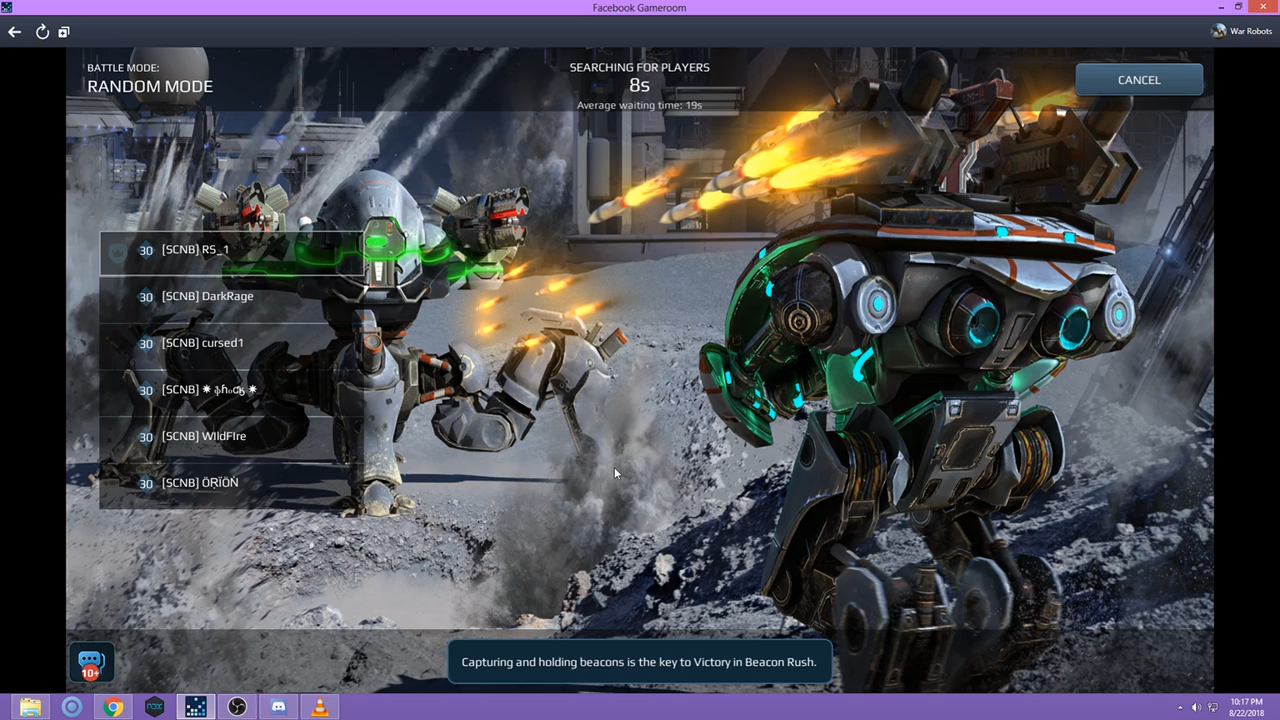 Facebook Gameroom
War Robots
BATTLE MODE:
RANDOM MODE
SEARCHING FOR PLAYERS
8s
Average waiting time: 19s
CANCEL
30 [SCNB] RS_1
30 [SCNB] DarkRage
30 [SCNB] cursed1
30 [SCNB]
30 [SCNB] WIldFIre
30 [SCNB] ÖRÏÖÑ
10+
Capturing and holding beacons is the key to Victory in Beacon Rush.
nox
10:17 PM
8/22/2018